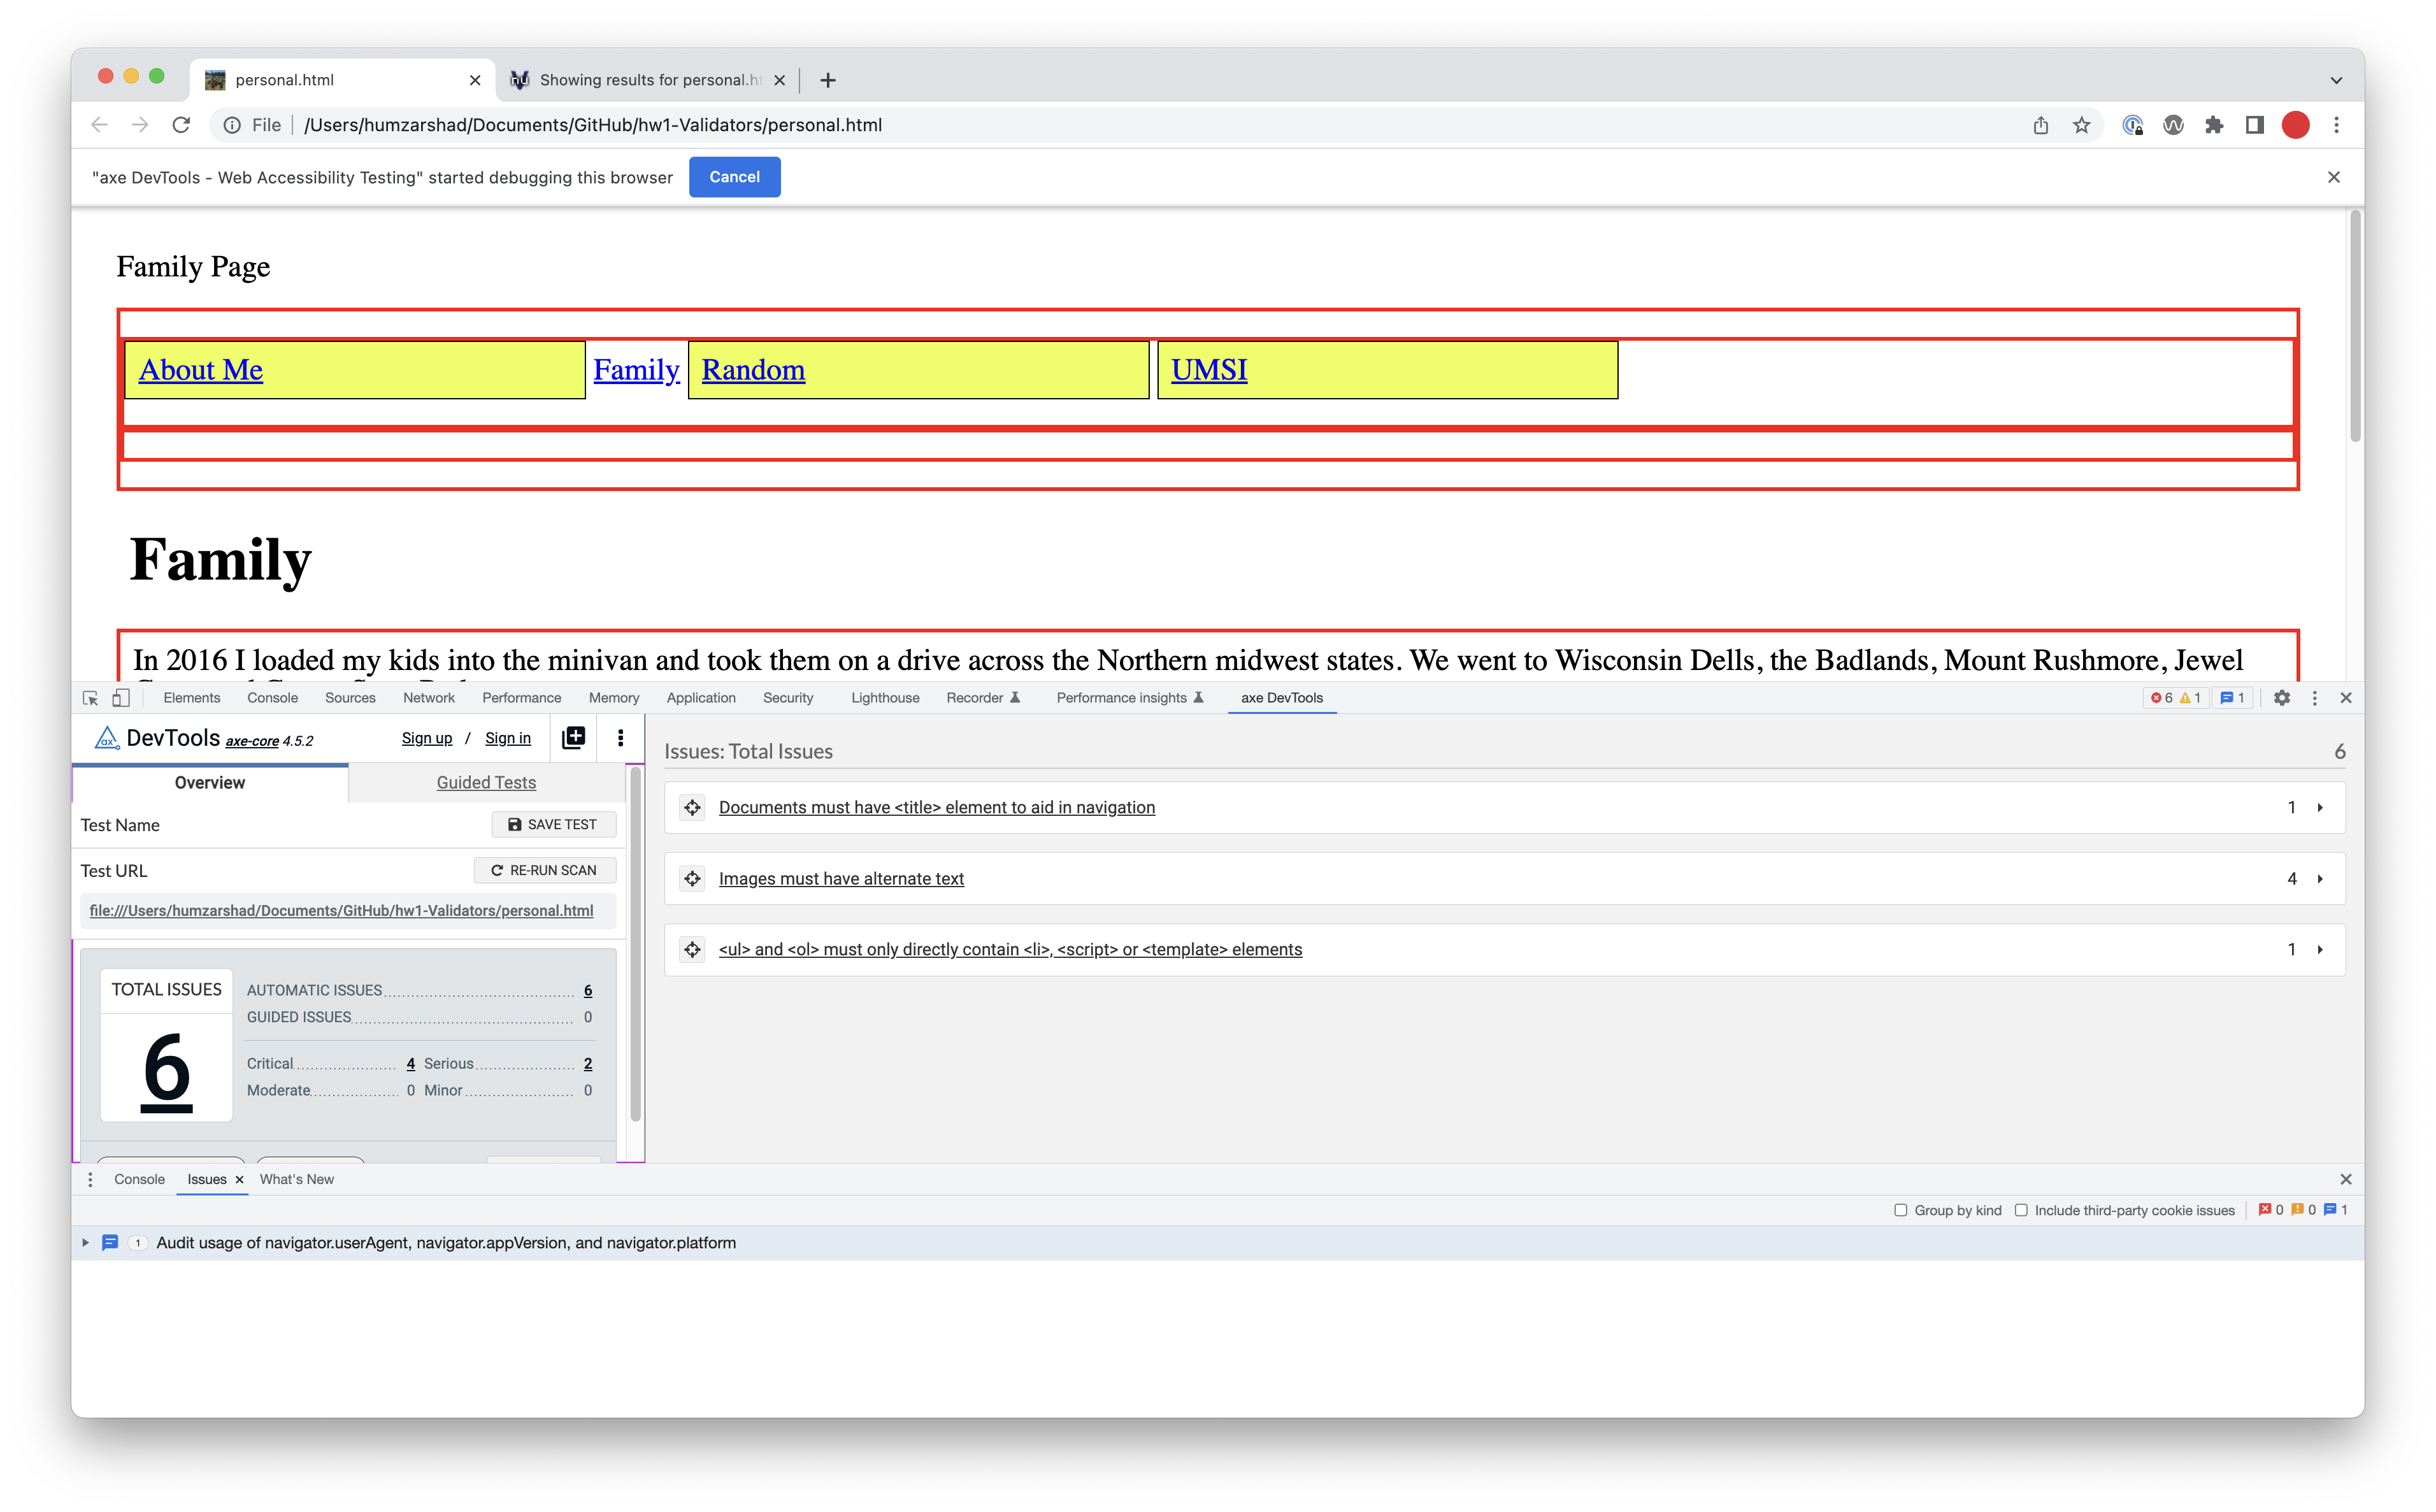 personal.html
Showing results for personal.ht
File
/Users/humzarshad/Documents/GitHub/hw1-Validators/personal.html
"axe DevTools - Web Accessibility Testing" started debugging this browser
Cancel
Family Page
About Me Family Random UMSI
Family
In 2016 I loaded my kids into the minivan and took them on a drive across the Northern midwest states. We went to Wisconsin Dells, the Badlands, Mount Rushmore, Jewel
Elements Console Sources Network Performance Memory Application Security Lighthouse Recorder Performance insights axe DevTools 6 1 1
DevTools axe-core 4.5.2 Sign up / Sign in
Overview Guided Tests
Test Name SAVE TEST
Test URL RE-RUN SCAN
file:///Users/humzarshad/Documents/GitHub/hw1-Validators/personal.html
TOTAL ISSUES
6
AUTOMATIC ISSUES 6
GUIDED ISSUES 0
Critical 4 Serious 2
Moderate 0 Minor 0
Issues: Total Issues 6
Documents must have <title> element to aid in navigation 1
Images must have alternate text 4
<ul> and <ol> must only directly contain <li>, <script> or <template> elements 1
Console Issues What's New
Group by kind Include third-party cookie issues 0 0 1
1 Audit usage of navigator.userAgent, navigator.appVersion, and navigator.platform